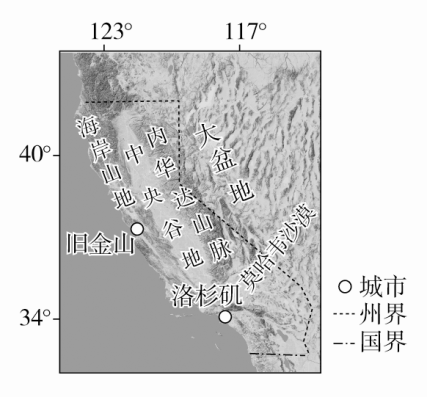 123°
117°
40°
34°
海岸山地
中央谷地
内华达山脉
大盆地
莫哈韦沙漠
旧金山
洛杉矶
城市
州界
国界